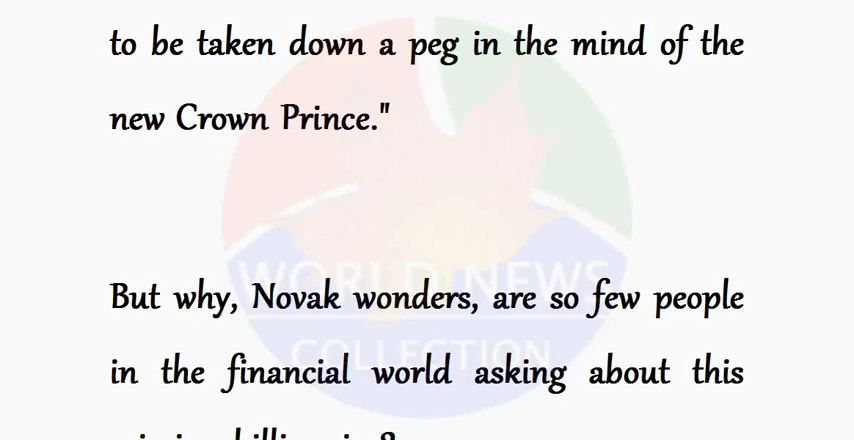 to be taken down a peg in the mind of the
new Crown Prince."
But why, Novak wonders, are so few people
in the financial world asking about this
WORLD NEWS
COLLECTION